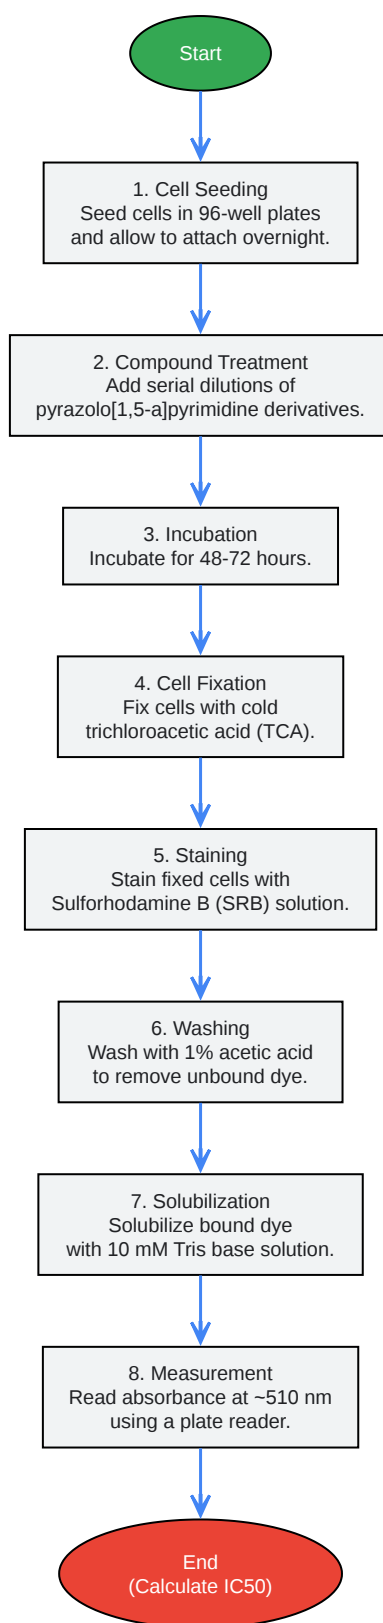 Start
1. Cell Seeding
Seed cells in 96-well plates
and allow to attach overnight.
2. Compound Treatment
Add serial dilutions of
pyrazolo[1,5-a]pyrimidine derivatives.
3. Incubation
Incubate for 48-72 hours.
4. Cell Fixation
Fix cells with cold
trichloroacetic acid (TCA).
5. Staining
Stain fixed cells with
Sulforhodamine B (SRB) solution.
6. Washing
Wash with 1% acetic acid
to remove unbound dye.
7. Solubilization
Solubilize bound dye
with 10 mM Tris base solution.
8. Measurement
Read absorbance at ~510 nm
using a plate reader.
End
(Calculate IC50)